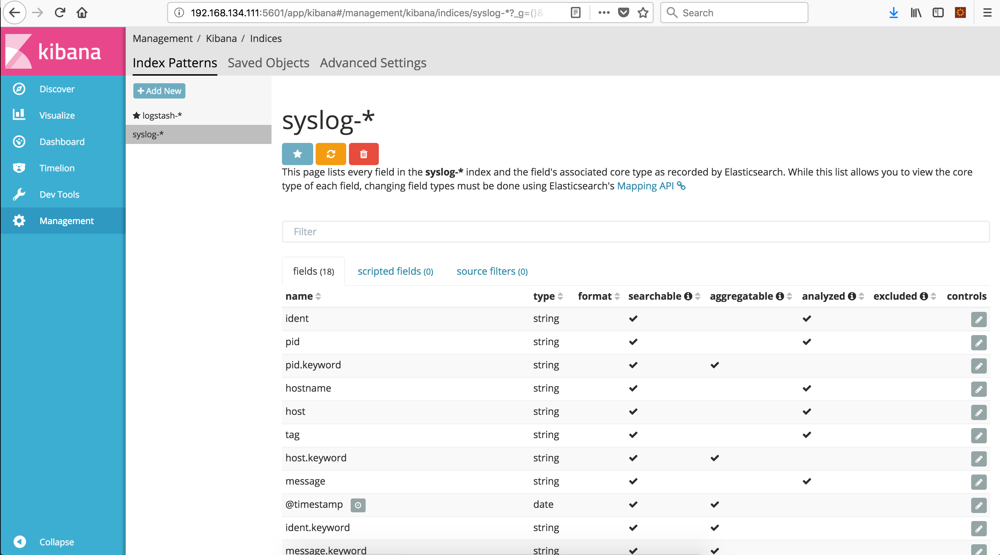 192.168.134.111:5601/app/kibana#/management/kibana/indices/syslog-*?_g=()&
Search
kibana
Management / Kibana / Indices
Index Patterns Saved Objects Advanced Settings
Discover
Visualize
Dashboard
Timelion
Dev Tools
Management
Collapse
Add New
logstash-*
syslog-*
syslog-*
This page lists every field in the syslog-* index and the field's associated core type as recorded by Elasticsearch. While this list allows you to view the core
type of each field, changing field types must be done using Elasticsearch's Mapping API
Filter
fields (18) scripted fields (0) source filters (0)
name type format searchable aggregatable analyzed excluded controls
ident string
pid string
pid.keyword string
hostname string
host string
tag string
host.keyword string
message string
@timestamp date
ident.keyword string
message.keyword string